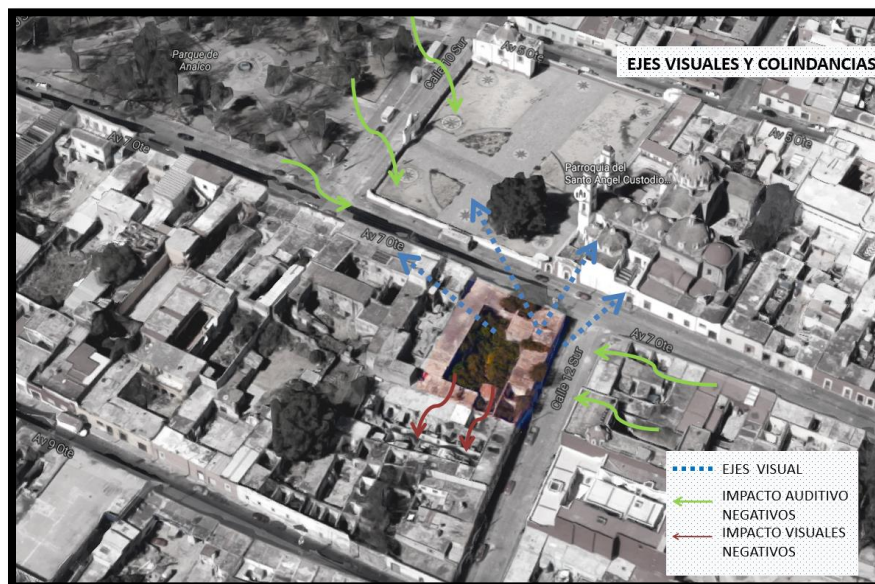 Parque de
Analco
Calle 10 Sur
Av 5 Ote
EJES VISUALES Y COLINDANCIAS
Av 7 Ote
Av 5 Ote
Parroquia del
Santo Angel Custodio...
Av 7 Ote
Av 7 Ote
Calle 12 Sur
Av 9 Ote
EJES VISUAL
IMPACTO AUDITIVO
NEGATIVOS
IMPACTO VISUALES
NEGATIVOS